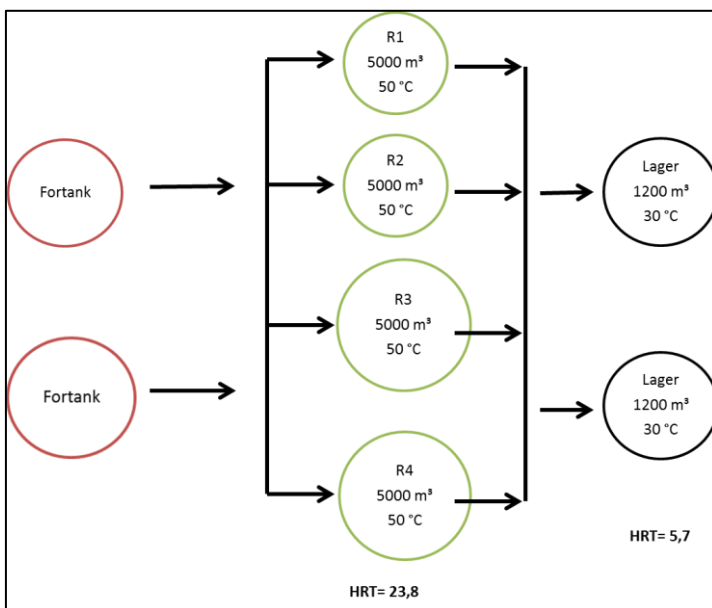 Fortank
Fortank
R1
5000 m³
50 °C
R2
5000 m³
50 °C
R3
5000 m³
50 °C
R4
5000 m³
50 °C
HRT= 23,8
Lager
1200 m³
30 °C
Lager
1200 m³
30 °C
HRT= 5,7